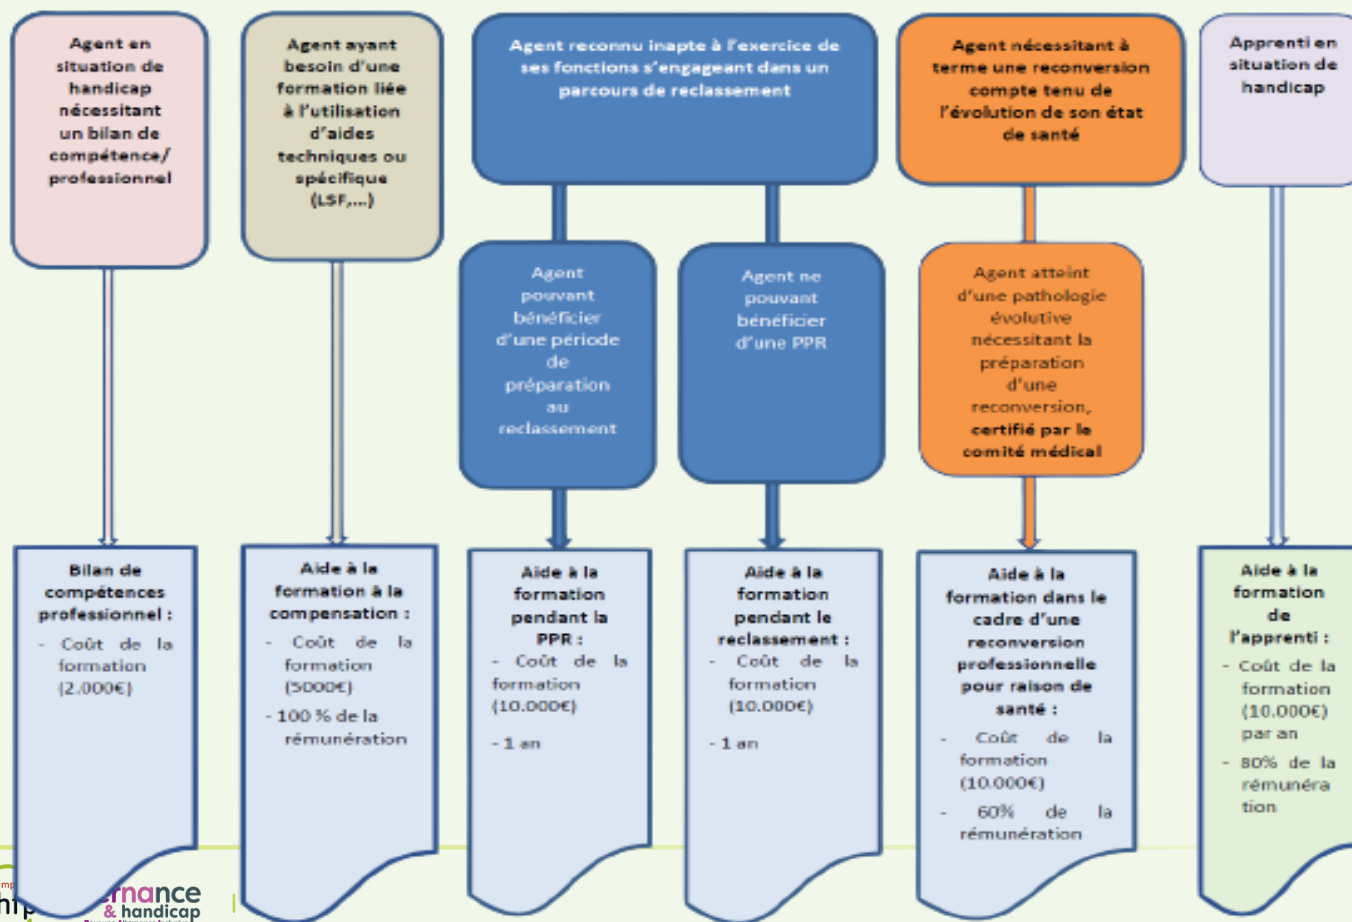 Agent en
situation de
handicap
nécessitant
un bilan de
compétence/
professionnel
Agent ayant
besoin d'une
formation liée
à l'utilisation
d'aides
techniques ou
spécifique
(LSF,...)
Agent reconnu inapte à l'exercice de
ses fonctions s'engageant dans un
parcours de reclassement
Agent nécessitant à
terme une reconversion
compte tenu de
l'évolution de son état
de santé
Apprenti en
situation de
handicap
Agent
pouvant
bénéficier
d'une période
de
préparation
au
reclassement
Agent ne
pouvant
bénéficier
d'une PPR
Agent atteint
d'une pathologie
évolutive
nécessitant la
préparation
d'une
reconversion,
certifié par le
comité médical
Bilan de
compétences
professionnel :
- Coût de la
formation
(2.000€)
Aide à la
formation à la
compensation :
- Coût de la
formation
(5000€)
- 100 % de la
rémunération
Aide à la
formation
pendant la
PPR :
- Coût de la
formation
(10.000€)
- 1 an
Aide à la
formation
pendant le
reclassement :
- Coût de la
formation
(10.000€)
- 1 an
Aide à la
formation dans le
cadre d'une
reconversion
professionnelle
pour raison de
santé :
- Coût de la
formation
(10.000€)
- 60% de la
rémunération
Aide à la
formation
de
l'apprenti :
- Coût de la
formation
(10.000€)
par an
- 80% de la
rémunéra
tion
ernance
& handicap